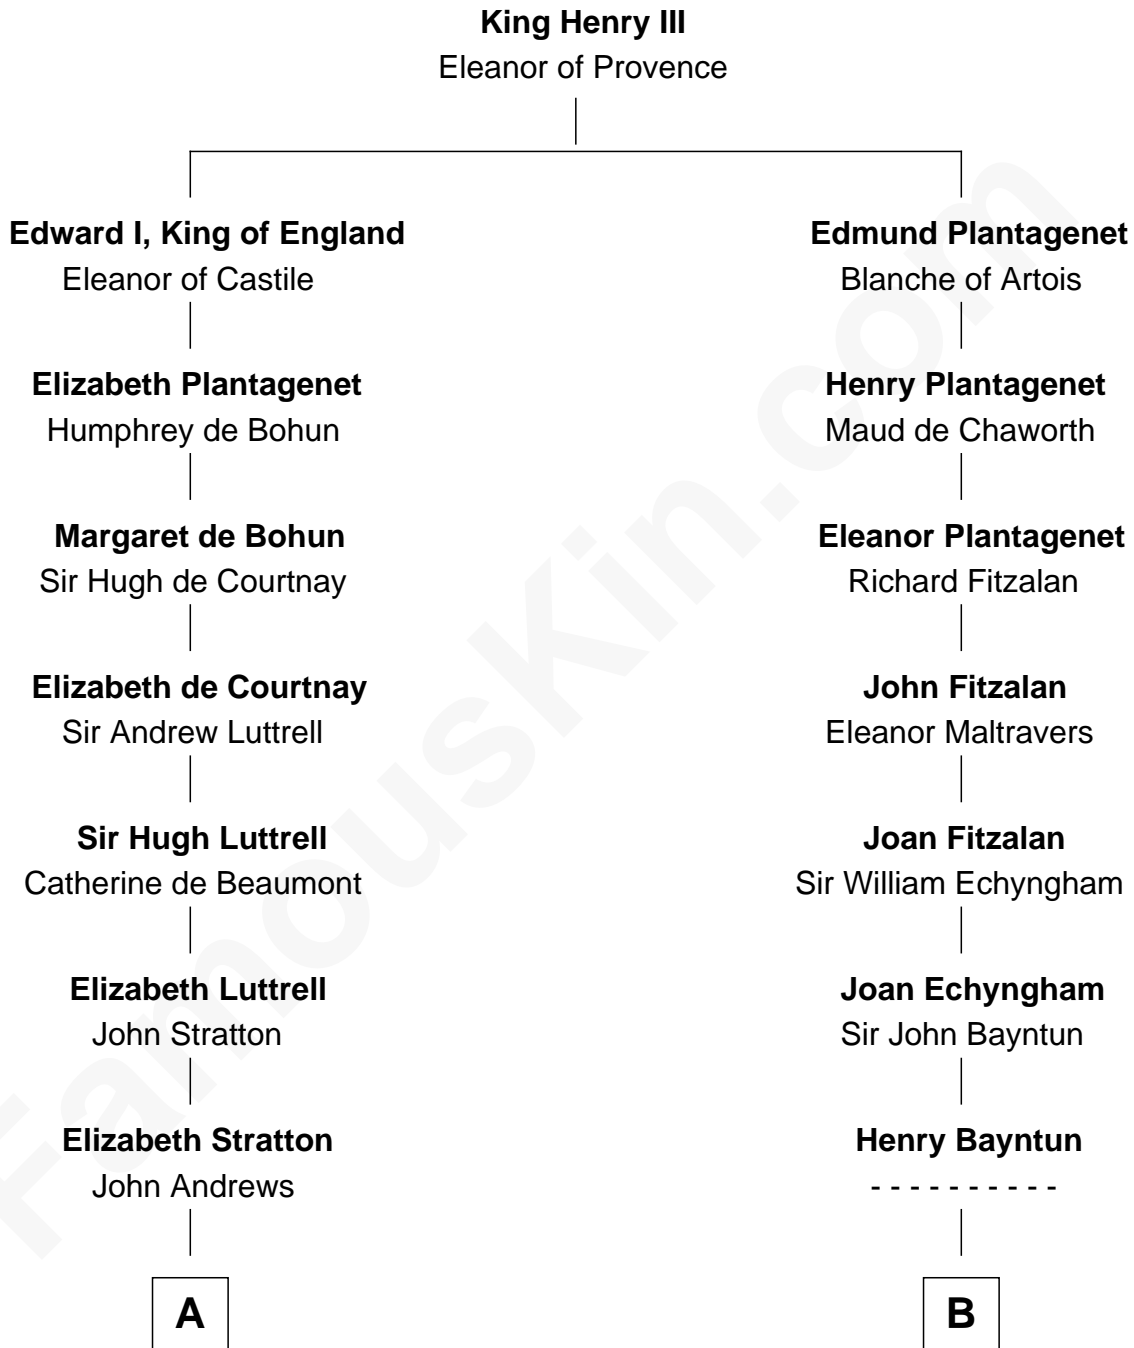 King Henry III
Eleanor of Provence
Edward I, King of England
Eleanor of Castile
Edmund Plantagenet
Blanche of Artois
Elizabeth Plantagenet
Humphrey de Bohun
Henry Plantagenet
Maud de Chaworth
Margaret de Bohun
Sir Hugh de Courtnay
Eleanor Plantagenet
Richard Fitzalan
Elizabeth de Courtnay
Sir Andrew Luttrell
John Fitzalan
Eleanor Maltravers
Sir Hugh Luttrell
Catherine de Beaumont
Joan Fitzalan
Sir William Echyngham
Elizabeth Luttrell
John Stratton
Joan Echyngham
Sir John Bayntun
Elizabeth Stratton
John Andrews
Henry Bayntun
- - - - - - - - - -
A
B
FamousKin.com